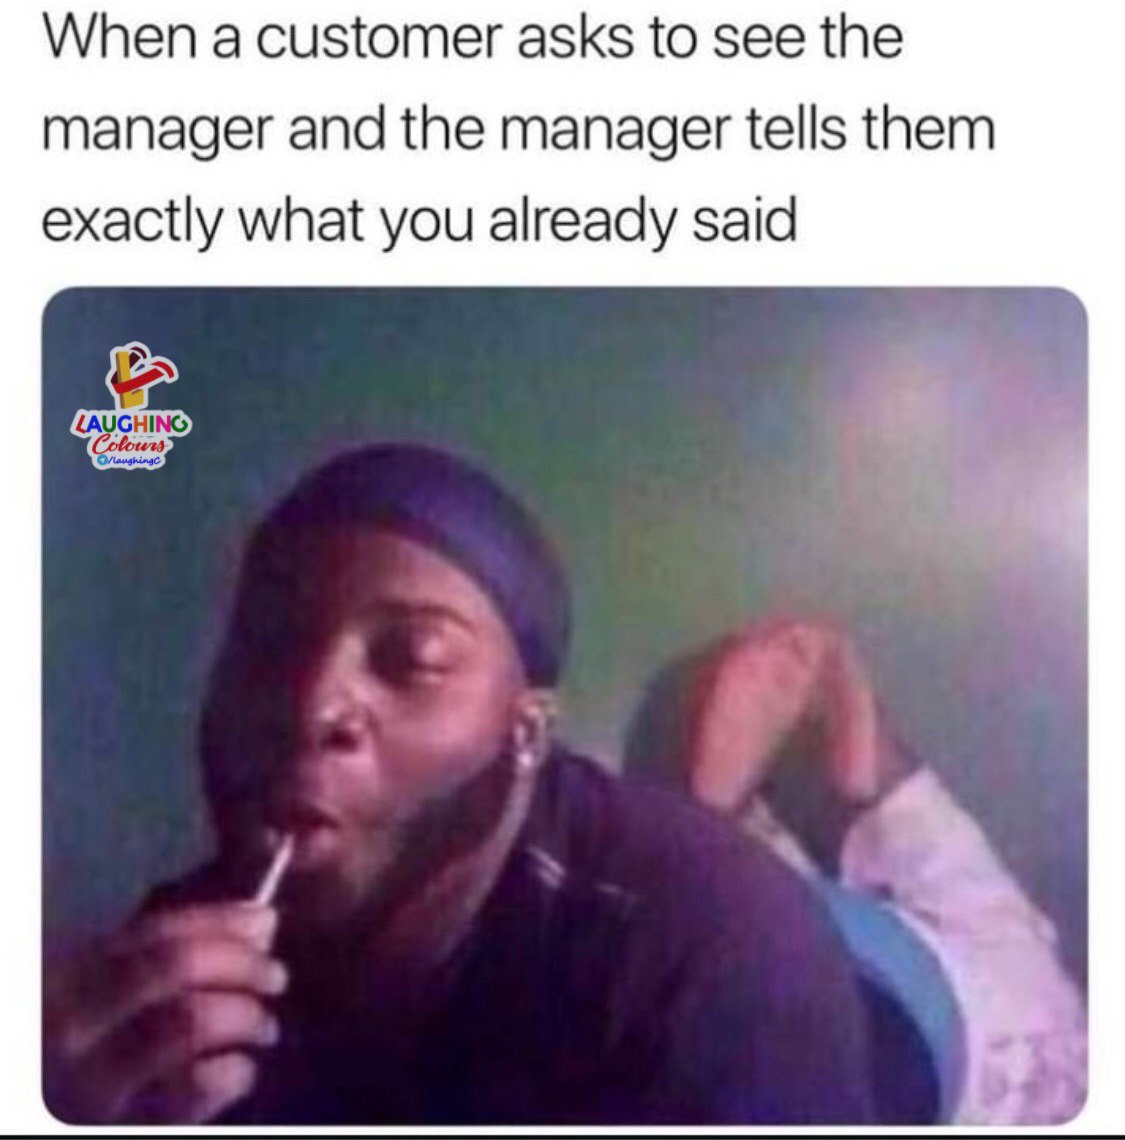 When a customer asks to see the
manager and the manager tells them
exactly what you already said
LAUGHING
Colours
/laughingC